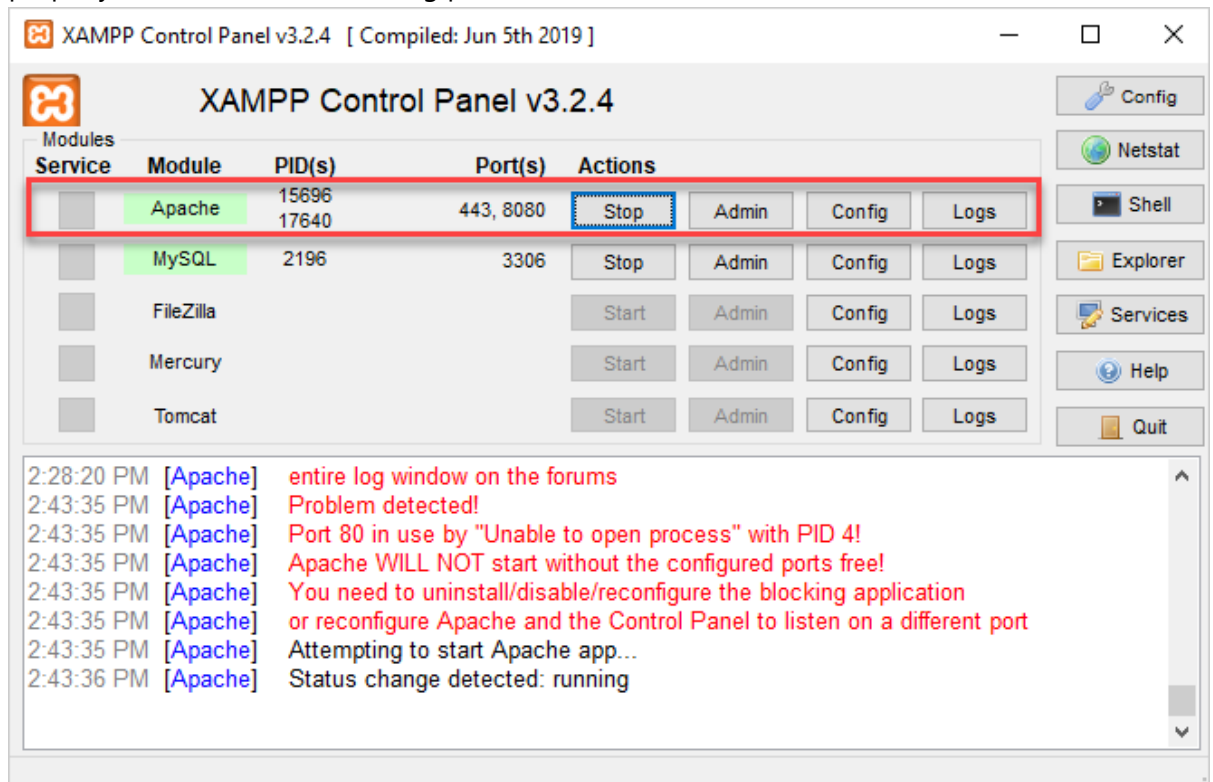 XAMPP Control Panel v3.2.4 [ Compiled: Jun 5th 2019 ]
XAMPP Control Panel v3.2.4
Config
Modules
Netstat
Service Module PID(s) Port(s) Actions
Apache 15696 17640 443, 8080 Stop Admin Config Logs
Shell
MySQL 2196 3306 Stop Admin Config Logs
Explorer
FileZilla Start Admin Config Logs
Services
Mercury Start Admin Config Logs
Help
Tomcat Start Admin Config Logs
Quit
2:28:20 PM [Apache] entire log window on the forums
2:43:35 PM [Apache] Problem detected!
2:43:35 PM [Apache] Port 80 in use by "Unable to open process" with PID 4!
2:43:35 PM [Apache] Apache WILL NOT start without the configured ports free!
2:43:35 PM [Apache] You need to uninstall/disable/reconfigure the blocking application
2:43:35 PM [Apache] or reconfigure Apache and the Control Panel to listen on a different port
2:43:35 PM [Apache] Attempting to start Apache app...
2:43:36 PM [Apache] Status change detected: running